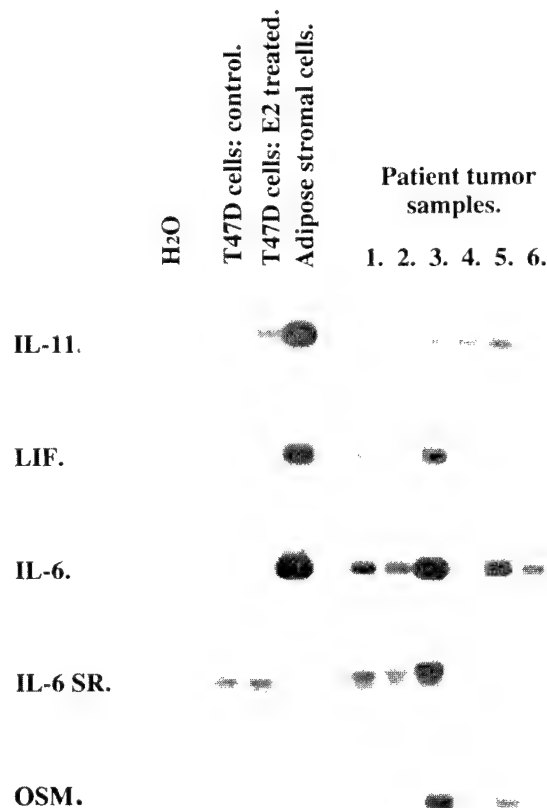 H2O
T47D cells: control.
T47D cells: E2 treated.
Adipose stromal cells.
Patient tumor
samples.
1. 2. 3. 4. 5. 6.
IL-11.
LIF.
IL-6.
IL-6 SR.
OSM.